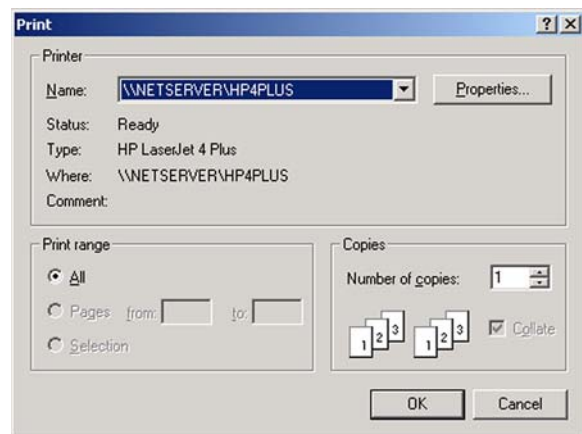 Print
Printer
Name: \\NETSERVER\HP4PLUS Properties...
Status: Ready
Type: HP LaserJet 4 Plus
Where: \\NETSERVER\HP4PLUS
Comment:
Print range
All
Pages from: to:
Selection
Copies
Number of copies: 1
1 2 3 1 2 3 Collate
OK Cancel